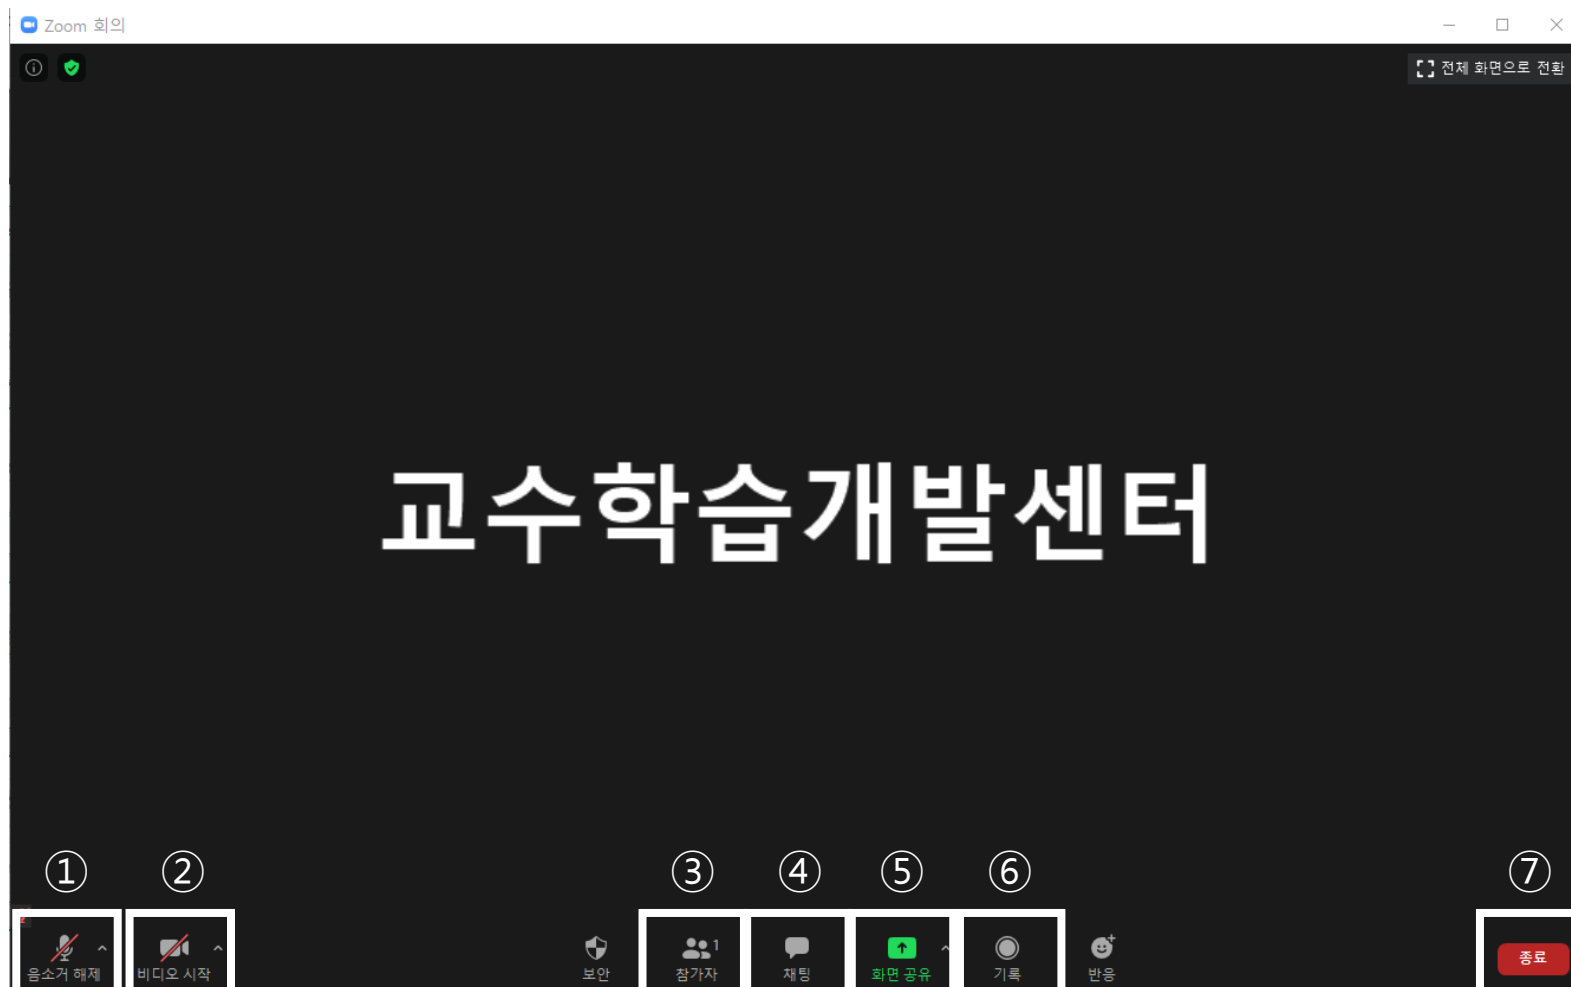 Zoom 회의
전체 화면으로 전환
교수학습개발센터
① ② ③ ④ ⑤ ⑥ ⑦
음소거 해제 비디오 시작 보안 참가자 1 채팅 화면 공유 기록 반응 종료